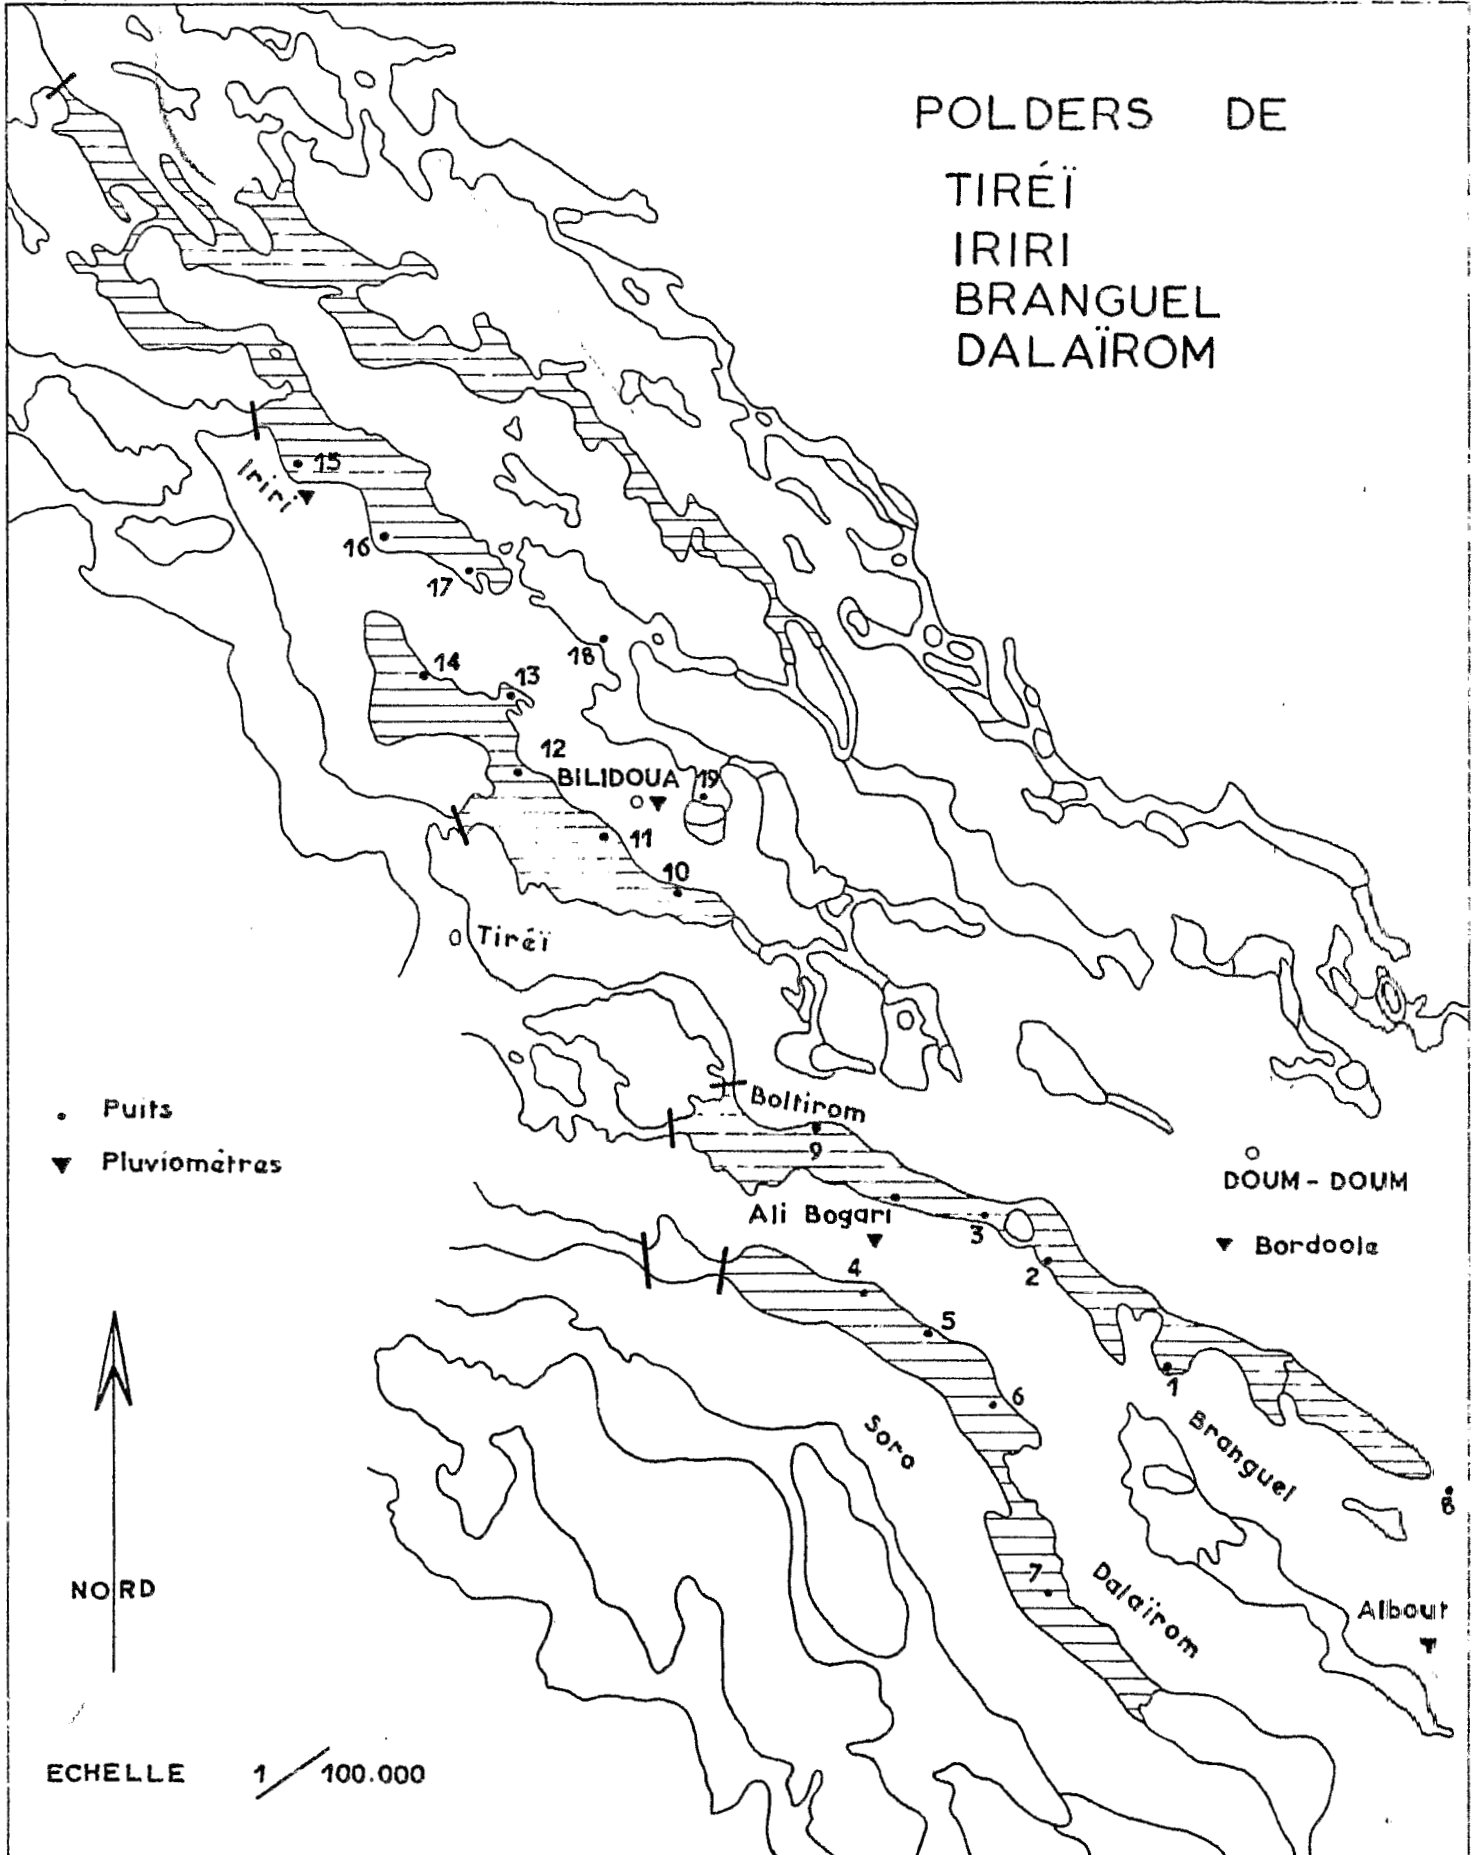 POLDERS DE
TIRÉÏ
IRIRI
BRANGUEL
DALAÏROM
15
Iriri
16
17
18
14
13
12
BILIDOUA
19
11
10
Tiréï
Puits
Pluviomètres
Boltirom
9
DOUM-DOUM
Ali Bogari
3
Bordoole
2
4
5
1
6
Soro
Branguel
8
7
Dalaïrom
NORD
Albout
ECHELLE 1/100.000